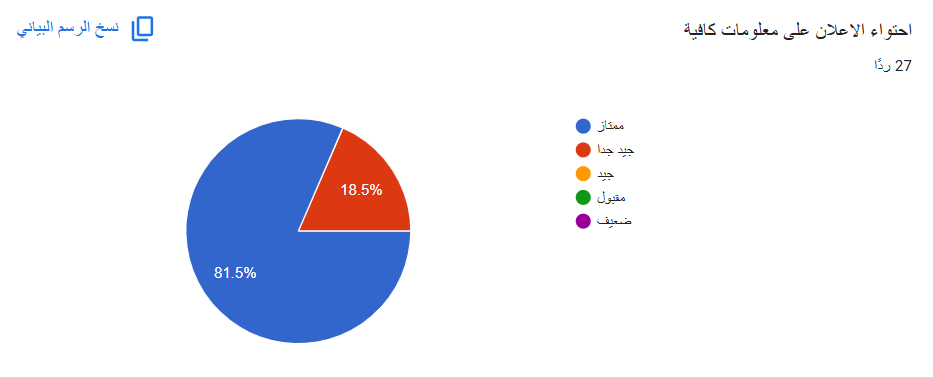 احتواء الاعلان على معلومات كافية
نسخ الرسم البياني
27 ردًا
ممتاز
جيد جدا
جيد
مقبول
ضعيف
18.5%
81.5%